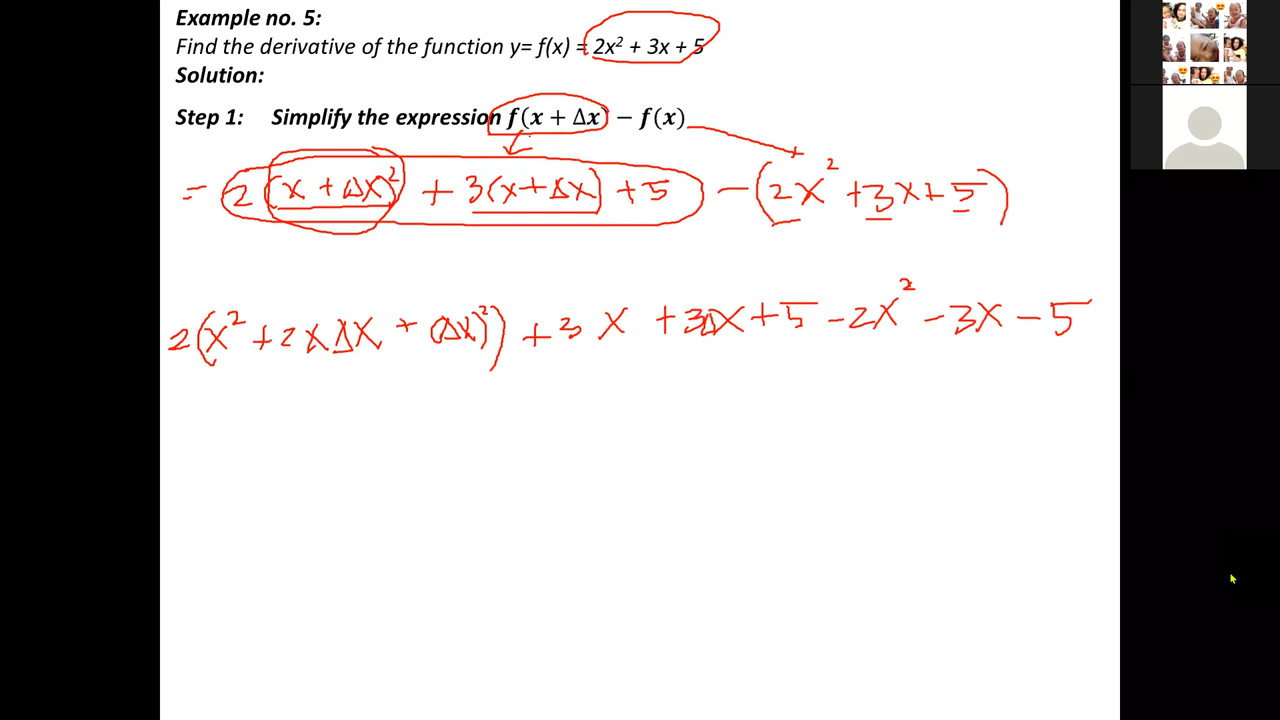 Example no. 5:
Find the derivative of the function y= f(x) = 2x² + 3x + 5
Solution:
Step 1: Simplify the expression f(x + Δx) − f(x)
= 2(x + Δx)² + 3(x + Δx) + 5 − (2x² + 3x + 5)
2(x² + 2xΔx + (Δx)²) + 3x + 3Δx + 5 − 2x² − 3x − 5